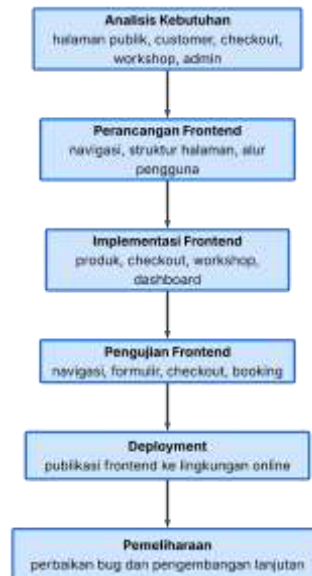 Analisis Kebutuhan
halaman publik, customer, checkout,
workshop, admin
Perancangan Frontend
navigasi, struktur halaman, alur
pengguna
Implementasi Frontend
produk, checkout, workshop,
dashboard
Pengujian Frontend
navigasi, formulir, checkout, booking
Deployment
publikasi frontend ke lingkungan online
Pemeliharaan
perbaikan bug dan pengembangan lanjutan